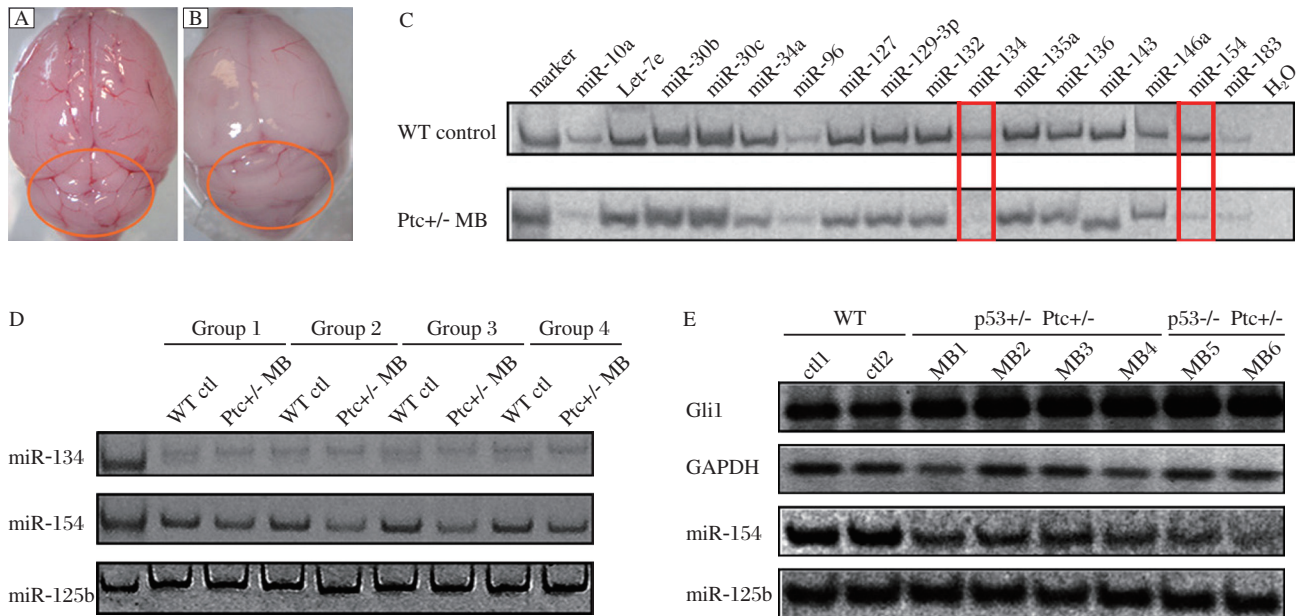 A
B
C
marker miR-10a Let-7e miR-30b miR-30c miR-34a miR-96 miR-127 miR-129-3p miR-132 miR-134 miR-135a miR-136 miR-143 miR-146a miR-154 miR-183 H₂O
WT control
Ptc+/- MB
D
Group 1 Group 2 Group 3 Group 4
WT ctl Ptc+/- MB WT ctl Ptc+/- MB WT ctl Ptc+/- MB WT ctl Ptc+/- MB
miR-134
miR-154
miR-125b
E
WT p53+/- Ptc+/- p53-/- Ptc+/-
ctl1 ctl2 MB1 MB2 MB3 MB4 MB5 MB6
Gli1
GAPDH
miR-154
miR-125b